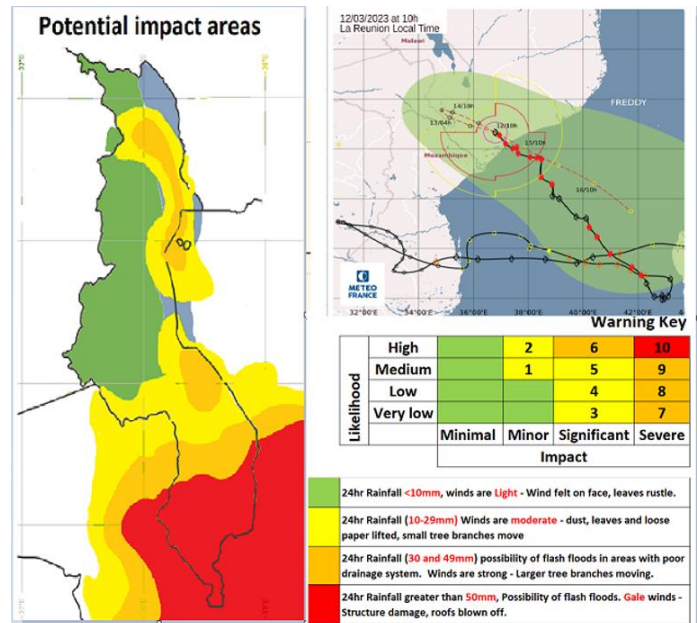 Potential impact areas
12/03/2023 at 10h
La Reunion Local Time
Malawi
FREDDY
14/10h
13/04h
12/10h
15/10h
Mozambique
16/10h
METEO
FRANCE
32°00'E 34°00'E 36°00'E 38°00'E 40°00'E 42°00'E
Warning Key
Likelihood
High 2 6 10
Medium 1 5 9
Low 4 8
Very low 3 7
Minimal Minor Significant Severe
Impact
24hr Rainfall <10mm, winds are Light - Wind felt on face, leaves rustle.
24hr Rainfall (10-29mm) Winds are moderate - dust, leaves and loose
paper lifted, small tree branches move
24hr Rainfall (30 and 49mm) possibility of flash floods in areas with poor
drainage system. Winds are strong - Larger tree branches moving.
24hr Rainfall greater than 50mm, Possibility of flash floods. Gale winds -
Structure damage, roofs blown off.